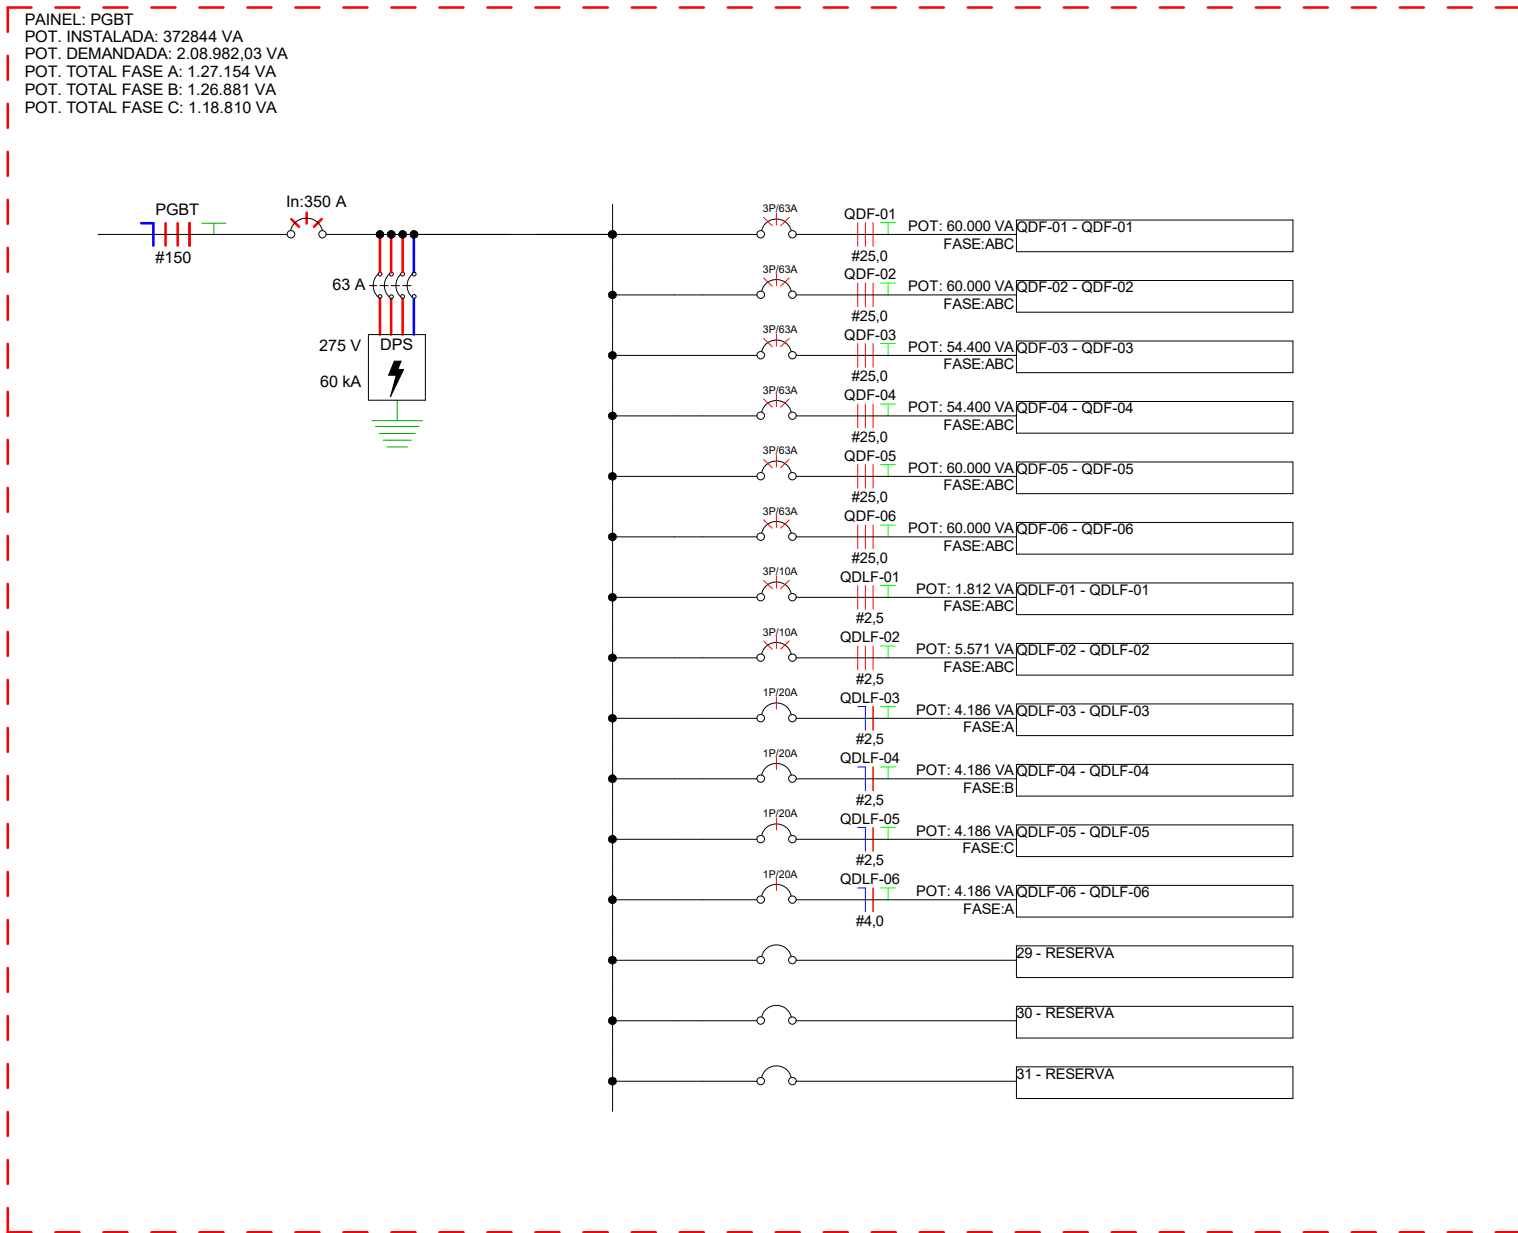 PAINEL: PGBT
POT. INSTALADA: 372844 VA
POT. DEMANDADA: 2.08.982,03 VA
POT. TOTAL FASE A: 1.27.154 VA
POT. TOTAL FASE B: 1.26.881 VA
POT. TOTAL FASE C: 1.18.810 VA
PGBT
#150
In:350 A
63 A
275 V
60 kA
DPS
3P/63A
QDF-01
#25,0
POT: 60.000 VA
FASE:ABC
QDF-01 - QDF-01
3P/63A
QDF-02
#25,0
POT: 60.000 VA
FASE:ABC
QDF-02 - QDF-02
3P/63A
QDF-03
#25,0
POT: 54.400 VA
FASE:ABC
QDF-03 - QDF-03
3P/63A
QDF-04
#25,0
POT: 54.400 VA
FASE:ABC
QDF-04 - QDF-04
3P/63A
QDF-05
#25,0
POT: 60.000 VA
FASE:ABC
QDF-05 - QDF-05
3P/63A
QDF-06
#25,0
POT: 60.000 VA
FASE:ABC
QDF-06 - QDF-06
3P/10A
QDLF-01
#2,5
POT: 1.812 VA
FASE:ABC
QDLF-01 - QDLF-01
3P/10A
QDLF-02
#2,5
POT: 5.571 VA
FASE:ABC
QDLF-02 - QDLF-02
1P/20A
QDLF-03
#2,5
POT: 4.186 VA
FASE:A
QDLF-03 - QDLF-03
1P/20A
QDLF-04
#2,5
POT: 4.186 VA
FASE:B
QDLF-04 - QDLF-04
1P/20A
QDLF-05
#2,5
POT: 4.186 VA
FASE:C
QDLF-05 - QDLF-05
1P/20A
QDLF-06
#4,0
POT: 4.186 VA
FASE:A
QDLF-06 - QDLF-06
29 - RESERVA
30 - RESERVA
31 - RESERVA